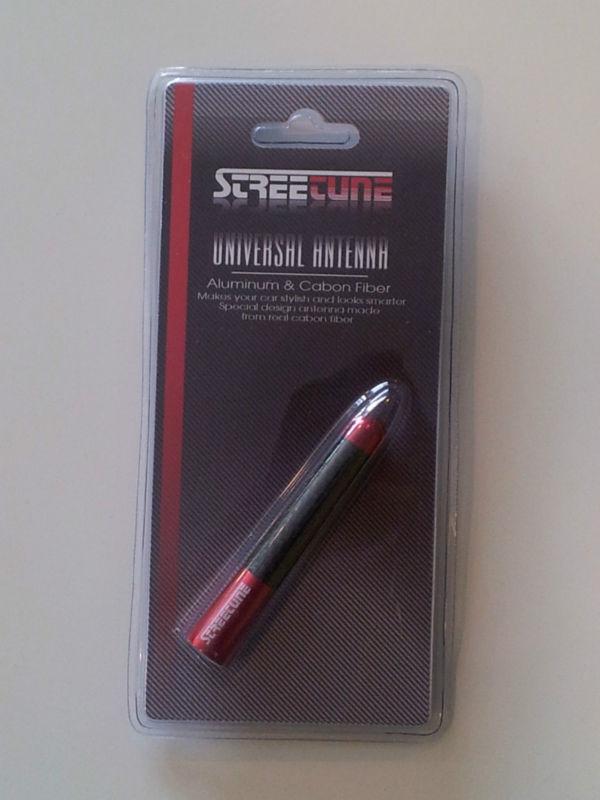 STREETUNE
UNIVERSAL ANTENNA
Aluminum & Cabon Fiber
Makes your car stylish and looks smarter
Special design antenna made
from real cabon fiber
STREETUNE